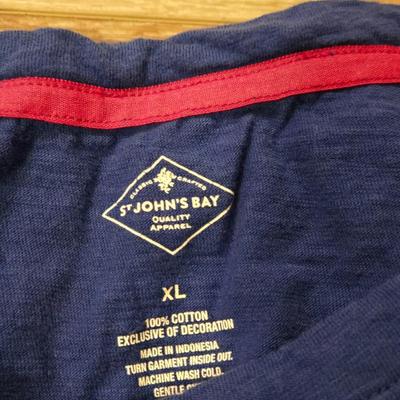 CLASSIC CRAFTED
ST JOHN'S BAY
QUALITY
APPAREL
XL
100% COTTON
EXCLUSIVE OF DECORATION
MADE IN INDONESIA
TURN GARMENT INSIDE OUT.
MACHINE WASH COLD.
GENTLE